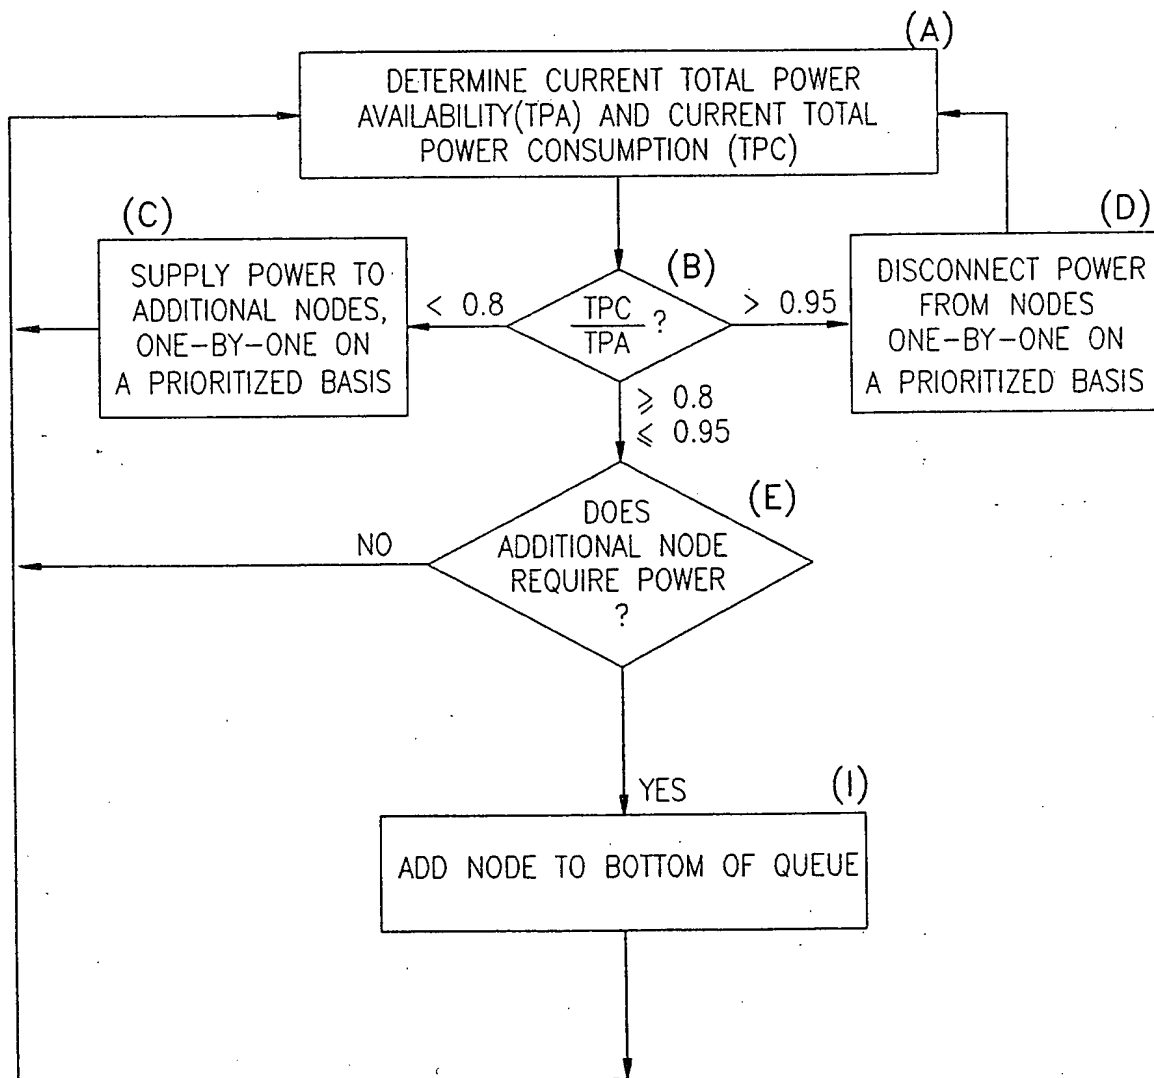 (A)
DETERMINE CURRENT TOTAL POWER
AVAILABILITY(TPA) AND CURRENT TOTAL
POWER CONSUMPTION (TPC)
(C)
SUPPLY POWER TO
ADDITIONAL NODES,
ONE-BY-ONE ON
A PRIORITIZED BASIS
< 0.8
(B)
TPC
TPA
?
> 0.95
(D)
DISCONNECT POWER
FROM NODES
ONE-BY-ONE ON
A PRIORITIZED BASIS
⩾ 0.8
⩽ 0.95
(E)
DOES
ADDITIONAL NODE
REQUIRE POWER
?
NO
YES
(I)
ADD NODE TO BOTTOM OF QUEUE